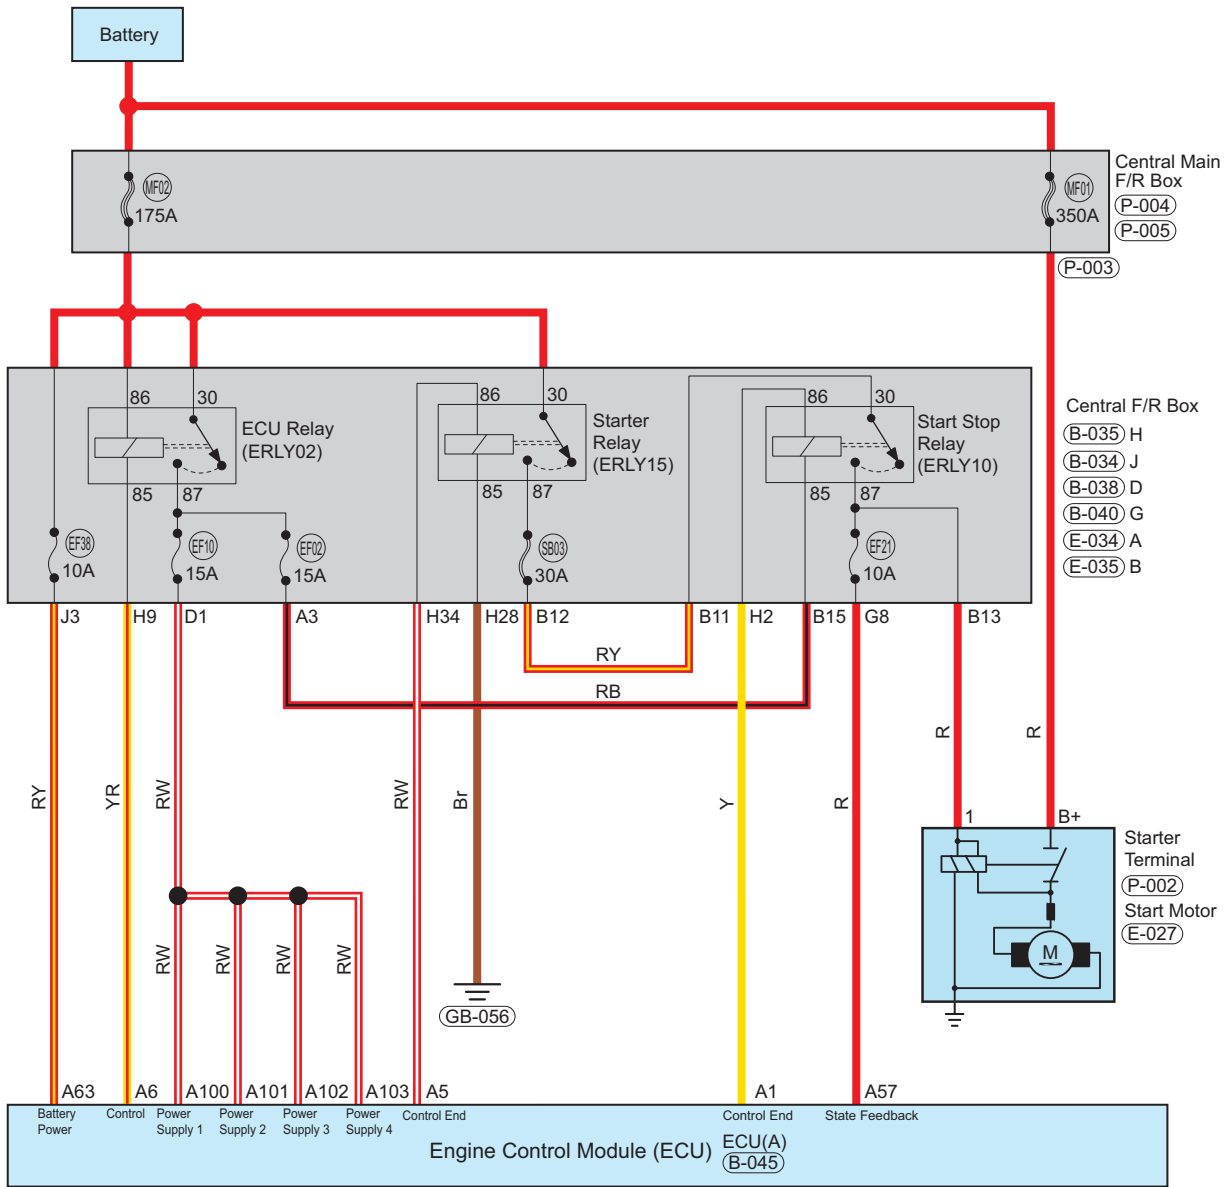 Battery
MF02
175A
MF01
350A
Central Main
F/R Box
P-004
P-005
P-003
86
30
ECU Relay
(ERLY02)
85
87
86
30
Starter
Relay
(ERLY15)
85
87
86
30
Start Stop
Relay
(ERLY10)
85
87
Central F/R Box
B-035 H
B-034 J
B-038 D
B-040 G
E-034 A
E-035 B
EF38
10A
EF10
15A
EF02
15A
SB03
30A
EF21
10A
J3
H9
D1
A3
H34
H28
B12
B11
H2
B15
G8
B13
RY
RB
RY
YR
RW
RW
Br
Y
R
R
R
1
B+
Starter
Terminal
P-002
Start Motor
E-027
M
RW
RW
RW
RW
GB-056
A63
A6
A100
A101
A102
A103
A5
A1
A57
Battery
Power
Control
Power
Supply 1
Power
Supply 2
Power
Supply 3
Power
Supply 4
Control End
Control End
State Feedback
Engine Control Module (ECU)
ECU(A)
B-045